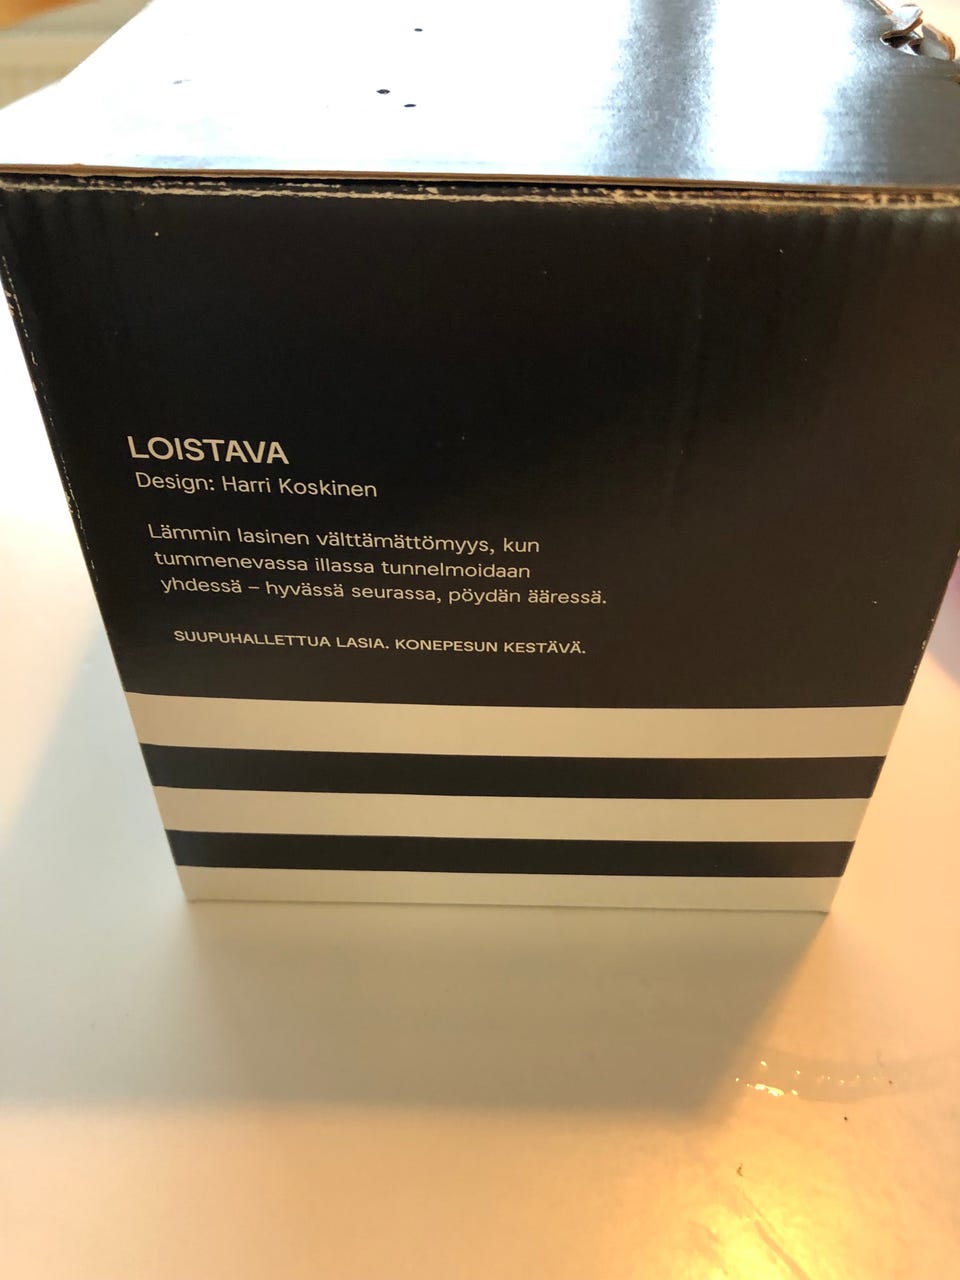 LOISTAVA
Design: Harri Koskinen
Lämmin lasinen välttämättömyys, kun
tummenevassa illassa tunnelmoidaan
yhdessä – hyvässä seurassa, pöydän ääressä.
SUUPUHALLETTUA LASIA. KONEPESUN KESTÄVÄ.